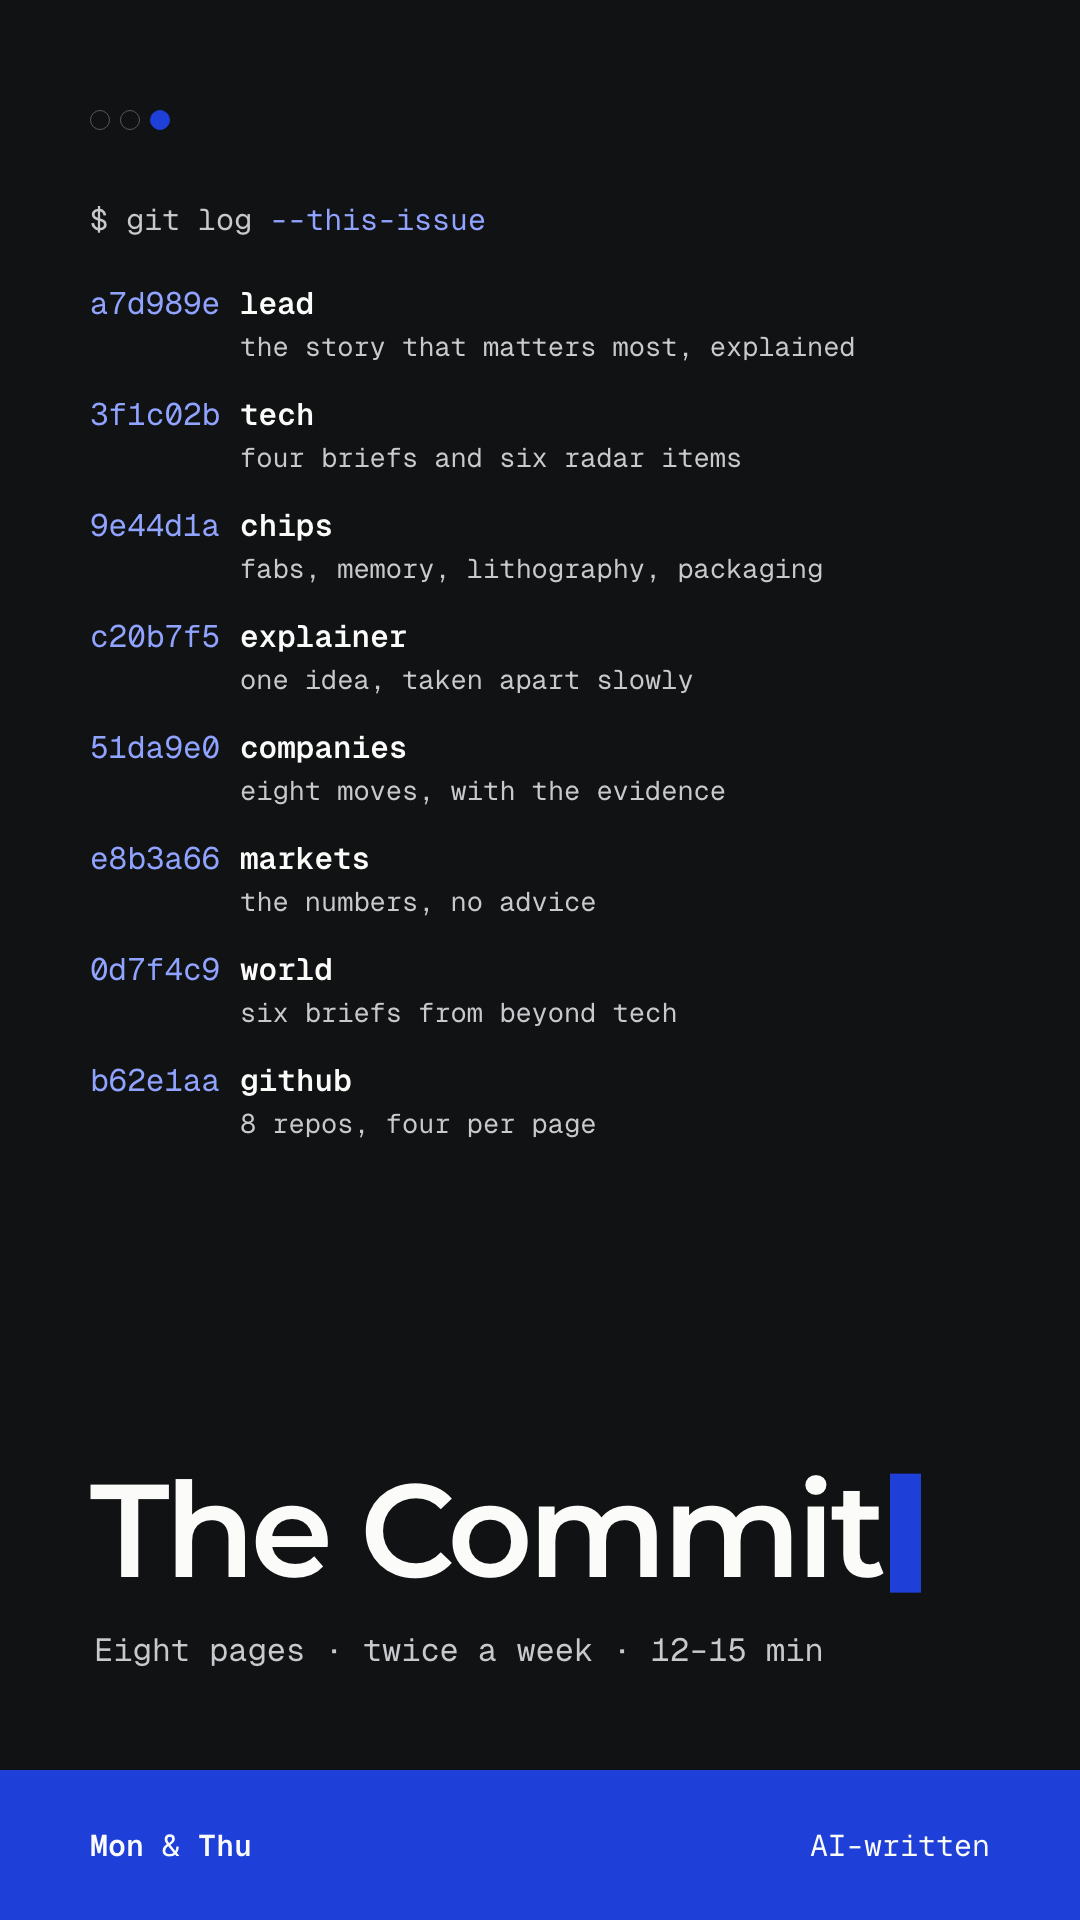 $ git log --this-issue
a7d989e lead
the story that matters most, explained
3f1c02b tech
four briefs and six radar items
9e44d1a chips
fabs, memory, lithography, packaging
c20b7f5 explainer
one idea, taken apart slowly
51da9e0 companies
eight moves, with the evidence
e8b3a66 markets
the numbers, no advice
0d7f4c9 world
six briefs from beyond tech
b62e1aa github
8 repos, four per page
The Commit
Eight pages · twice a week · 12–15 min
Mon & Thu
AI-written